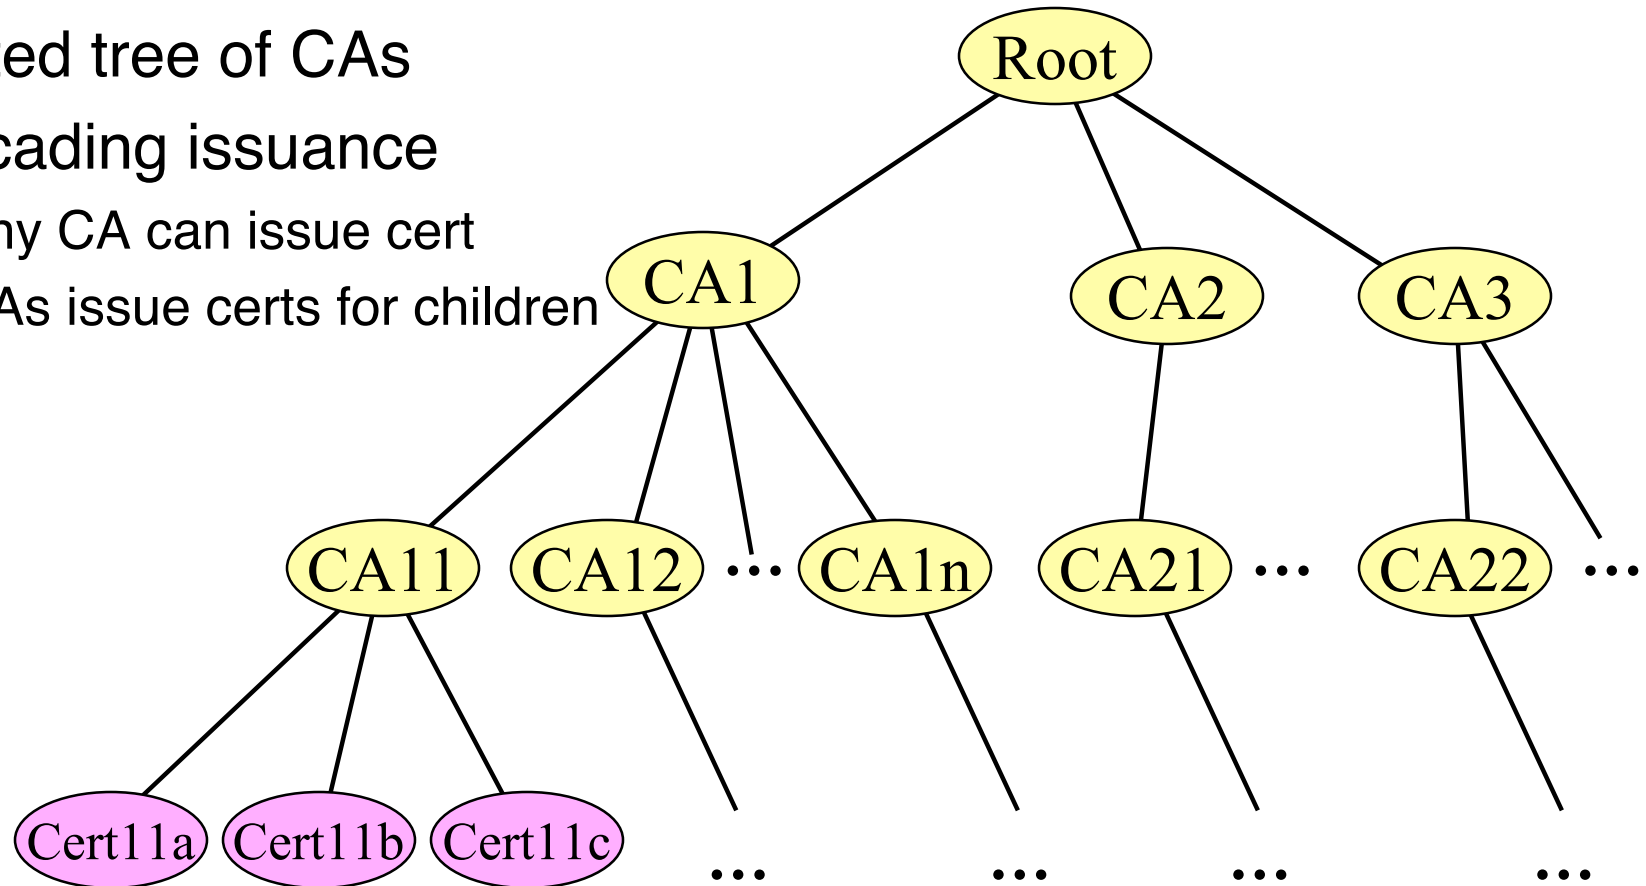 ted tree of CAs
cading issuance
ny CA can issue cert
As issue certs for children
Root
CA1
CA2
CA3
CA11
CA12
...
CA1n
CA21
...
CA22
...
Cert11a
Cert11b
Cert11c
...
...
...
...